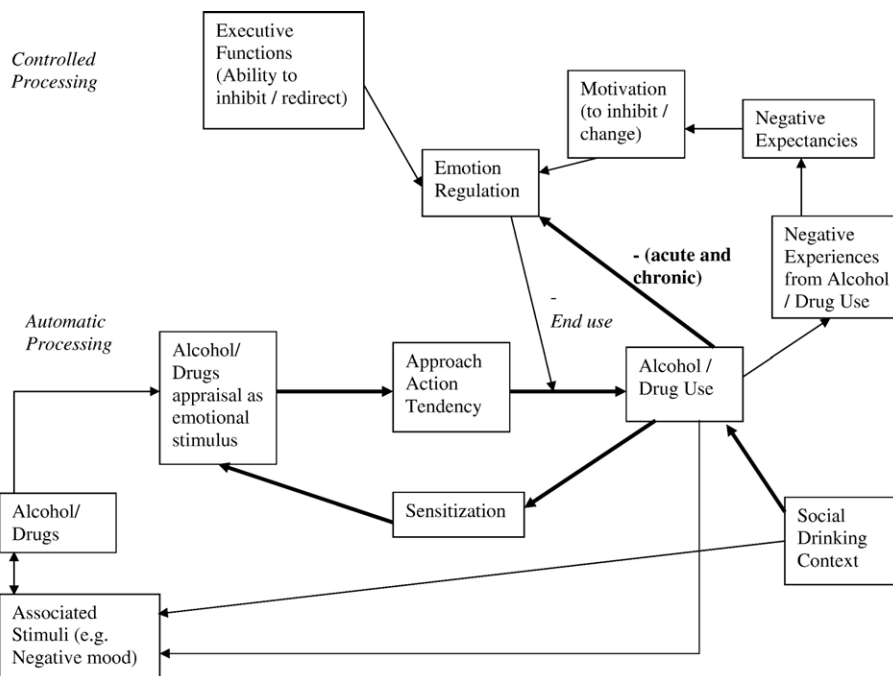 Controlled
Processing
Executive
Functions
(Ability to
inhibit / redirect)
Motivation
(to inhibit /
change)
Negative
Expectancies
Emotion
Regulation
Negative
Experiences
from Alcohol
/ Drug Use
- (acute and
chronic)
-
End use
Automatic
Processing
Alcohol/
Drugs
appraisal as
emotional
stimulus
Approach
Action
Tendency
Alcohol /
Drug Use
Sensitization
Alcohol/
Drugs
Social
Drinking
Context
Associated
Stimuli (e.g.
Negative mood)